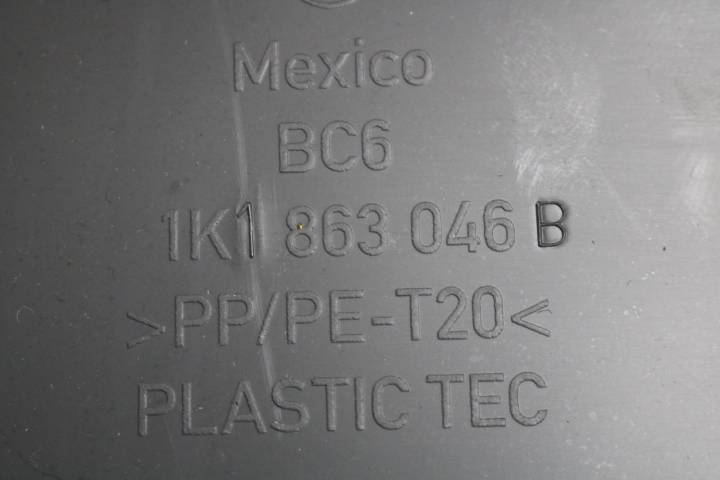 Mexico
BC6
1K1 863 046 B
>PP/PE-T20<
PLASTIC TEC